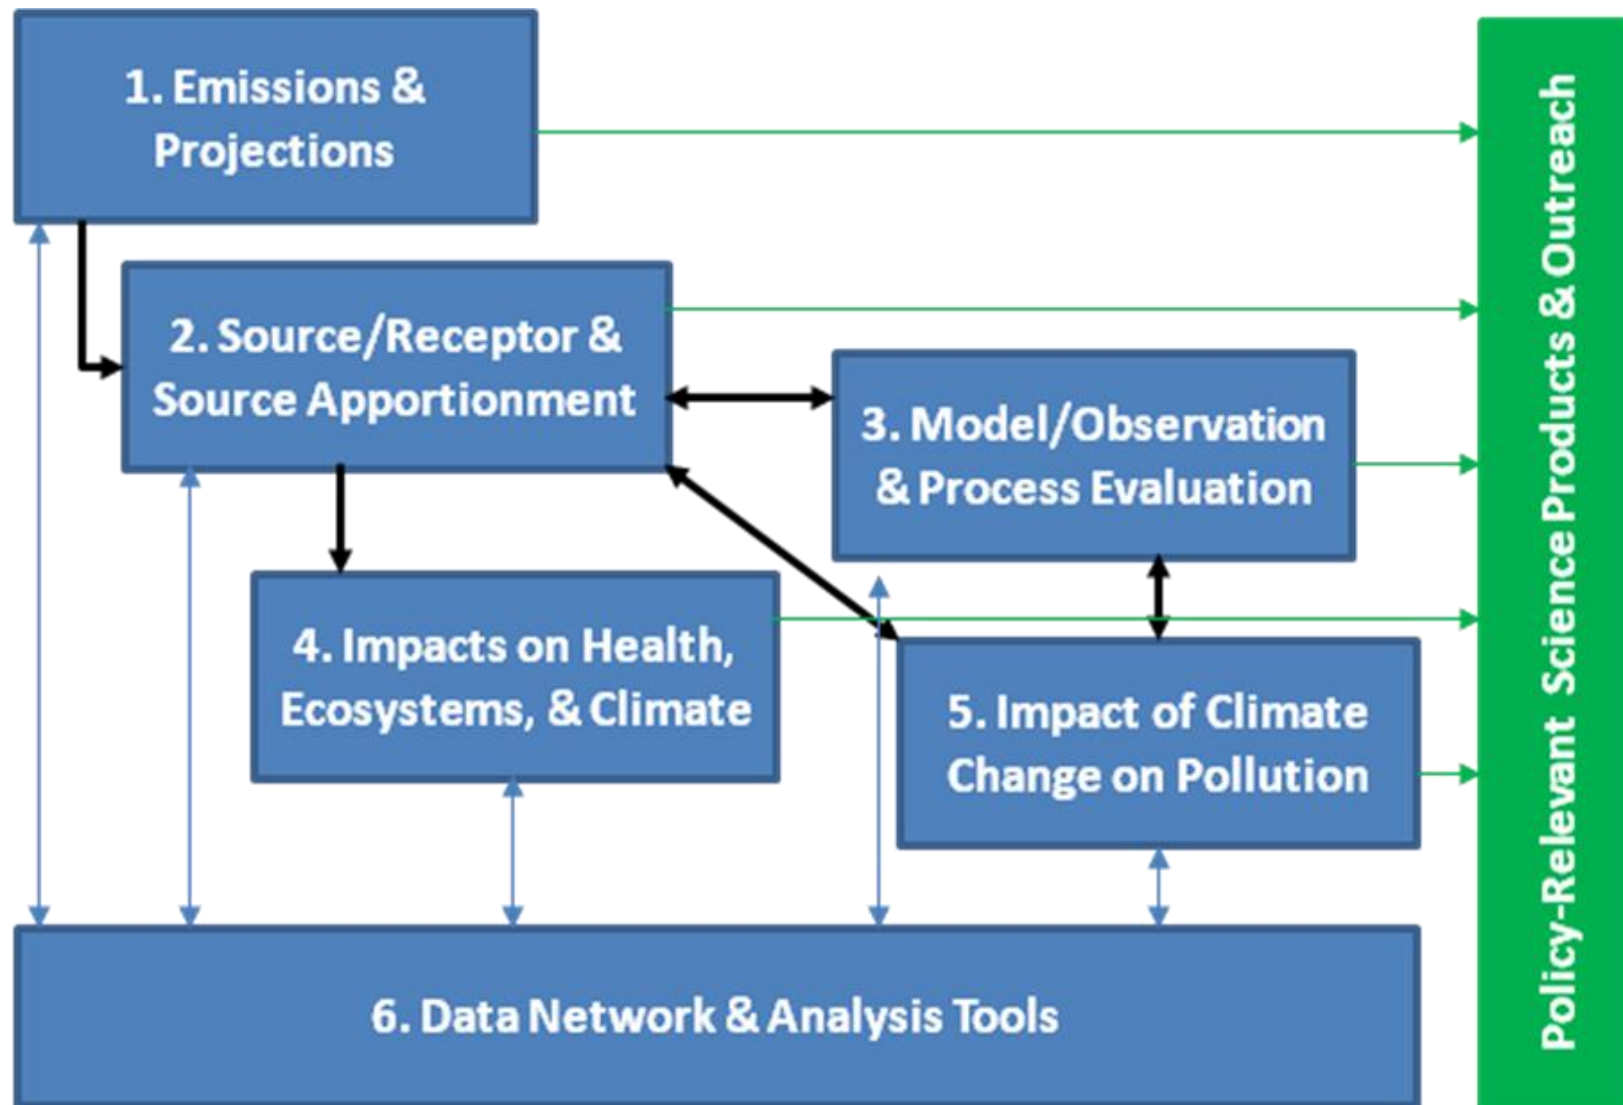 1. Emissions &
Projections
2. Source/Receptor &
Source Apportionment
3. Model/Observation
& Process Evaluation
4. Impacts on Health,
Ecosystems, & Climate
5. Impact of Climate
Change on Pollution
6. Data Network & Analysis Tools
Policy-Relevant Science Products & Outreach